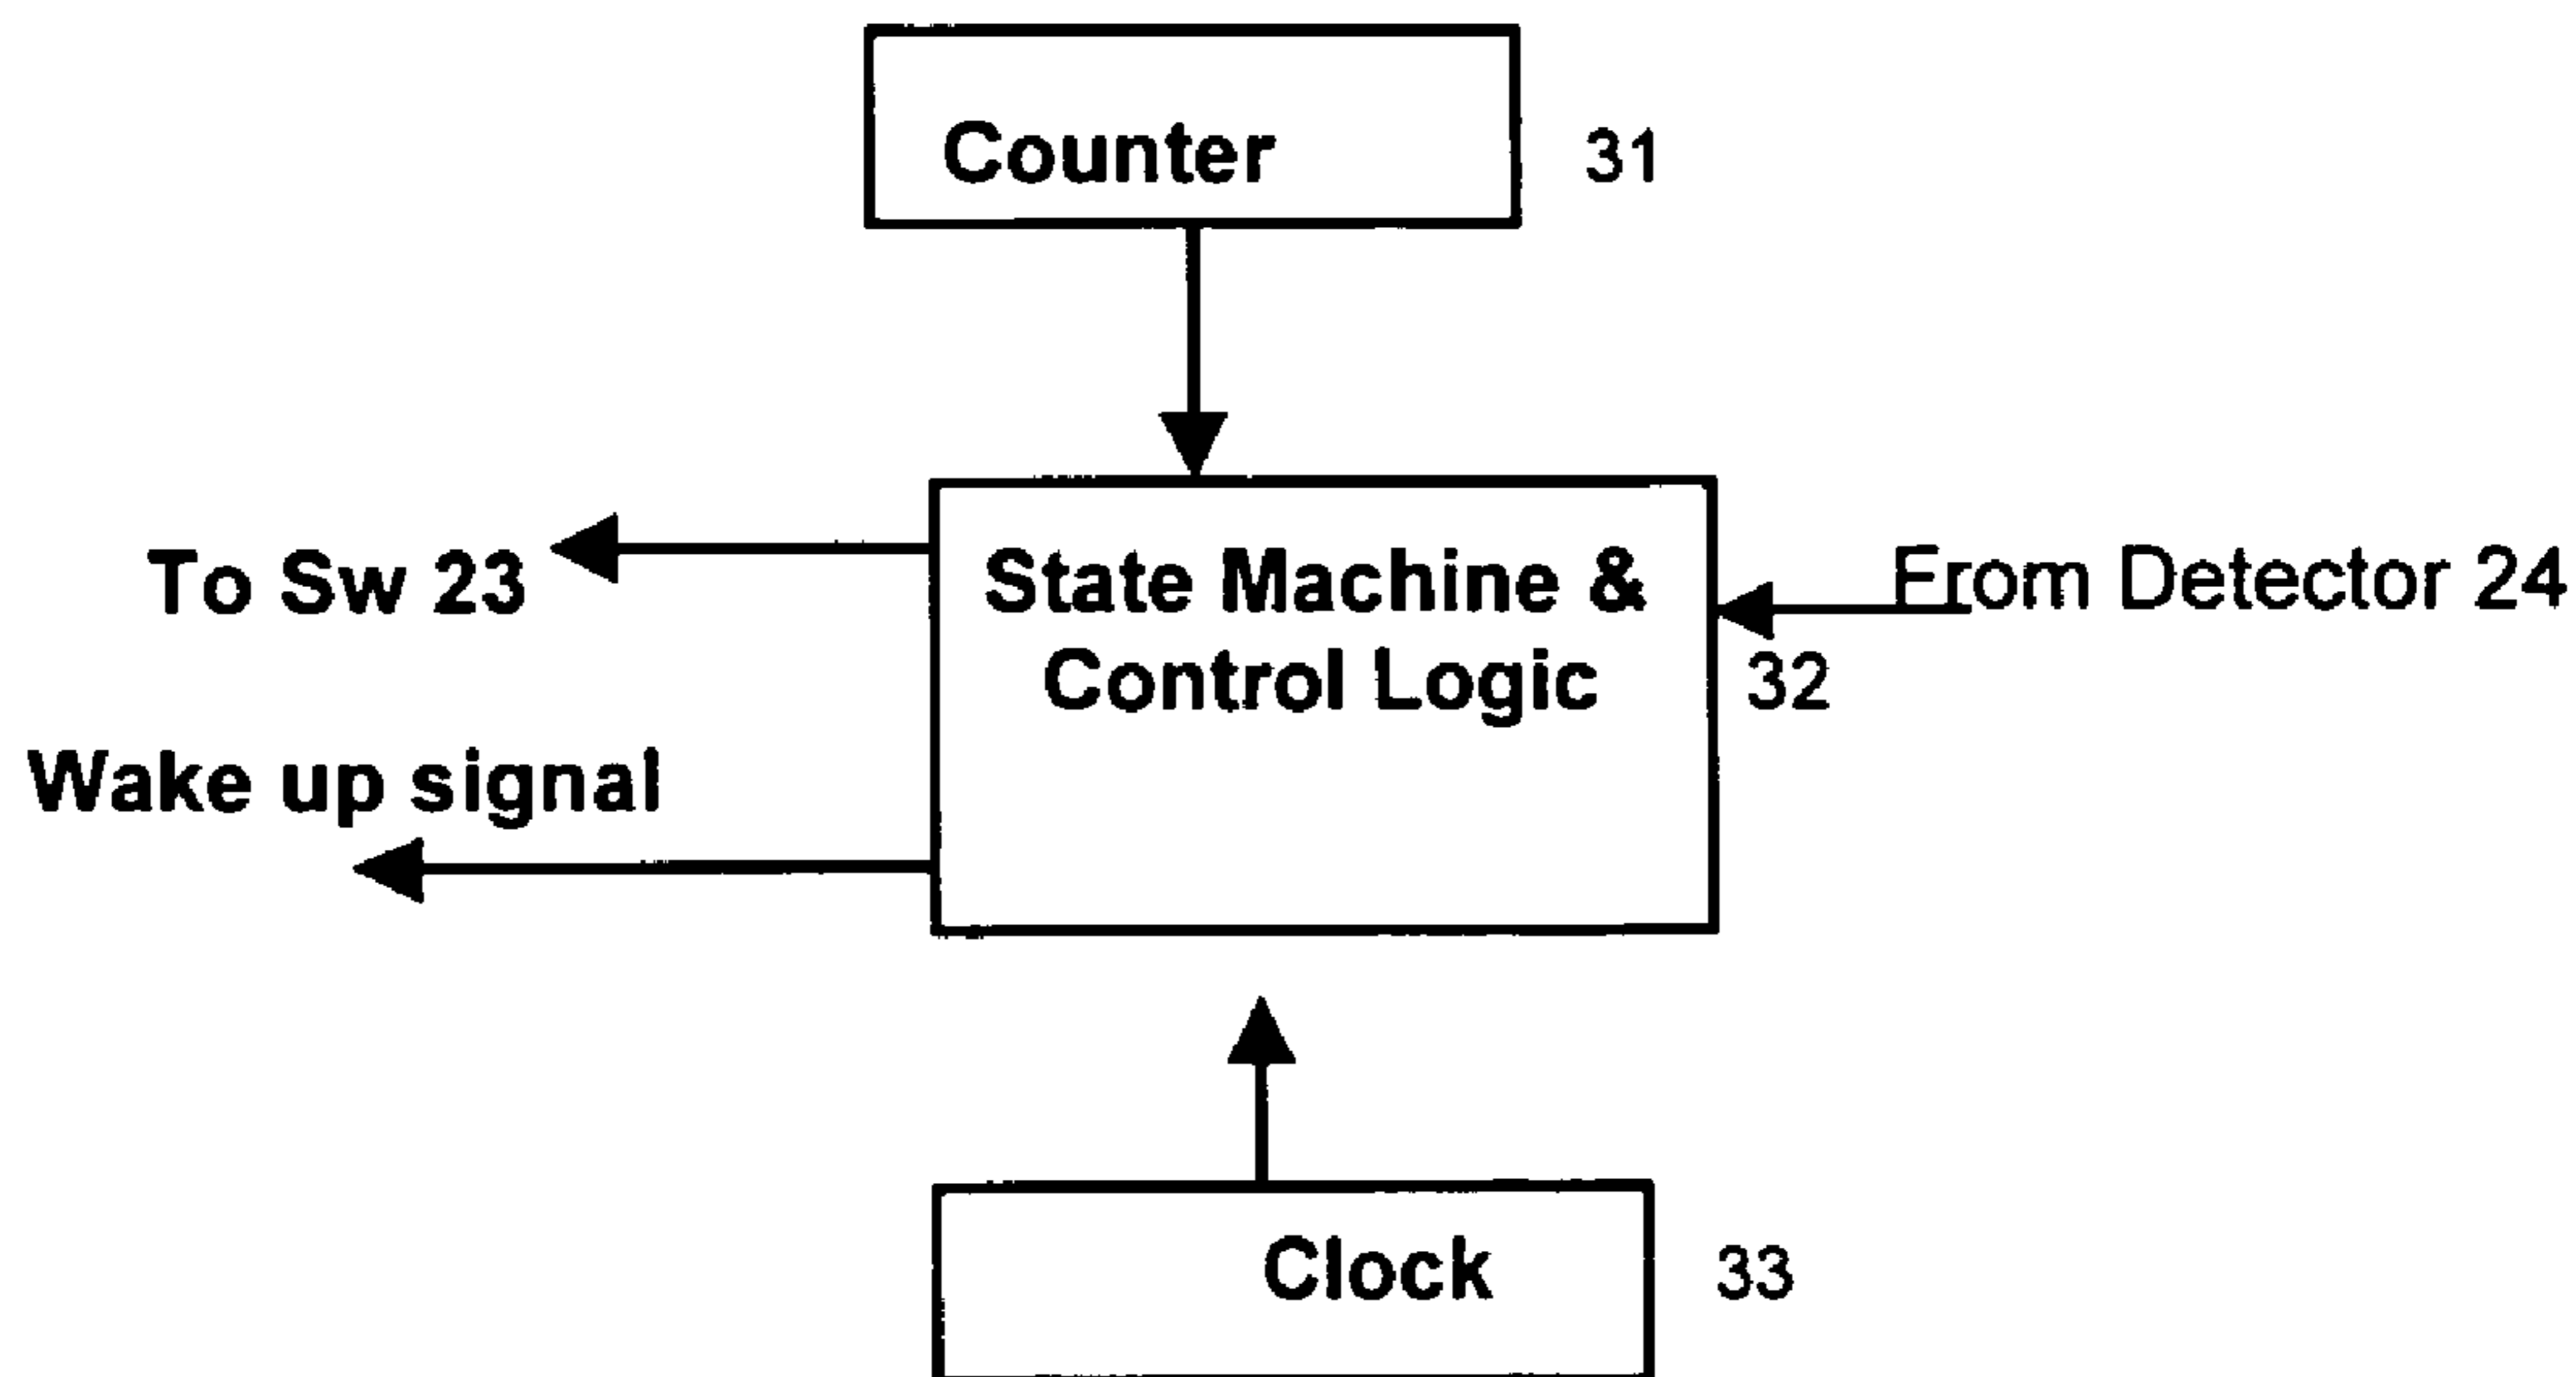 Counter
31
To Sw 23
State Machine &
Control Logic
From Detector 24
32
Wake up signal
Clock
33